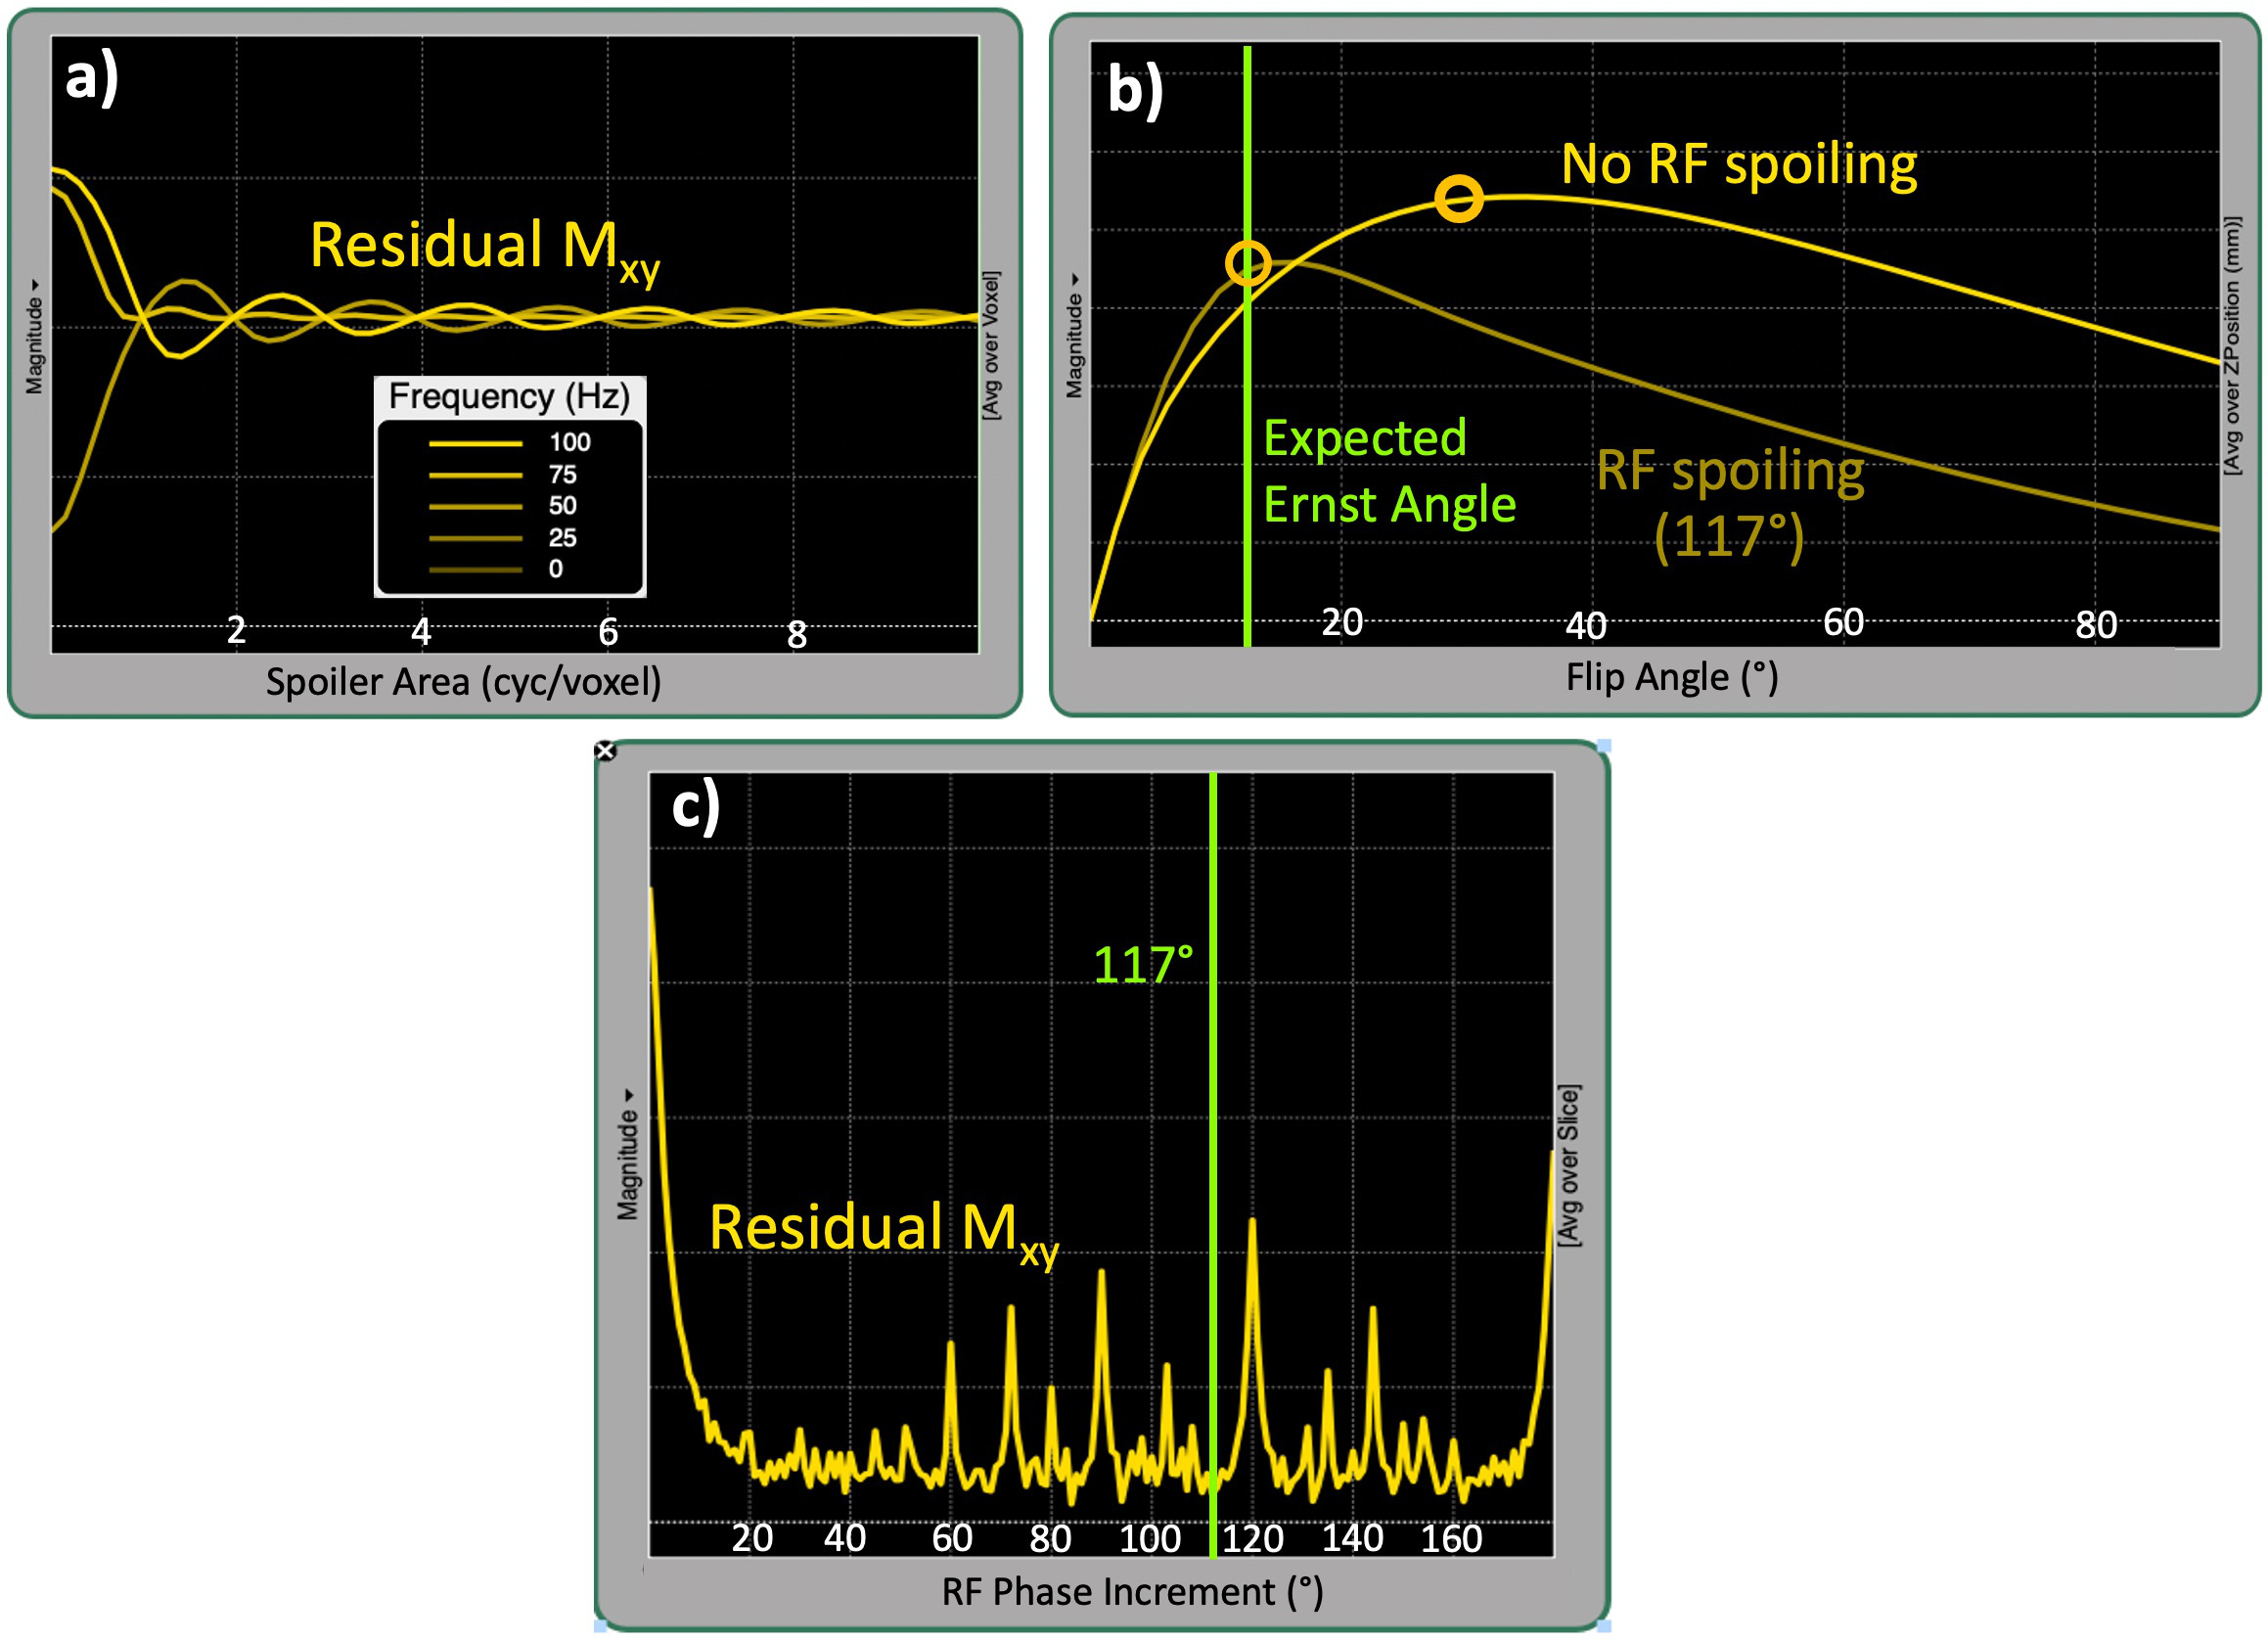 a)
Magnitude
Residual Mxy
Frequency (Hz)
100
75
50
25
0
[Avg over Voxel]
2 4 6 8
Spoiler Area (cyc/voxel)
b)
Magnitude
No RF spoiling
Expected
Ernst Angle
RF spoiling
(117°)
[Avg over ZPosition (mm)]
20 40 60 80
Flip Angle (°)
c)
Magnitude
117°
Residual Mxy
[Avg over Slice]
20 40 60 80 100 120 140 160
RF Phase Increment (°)